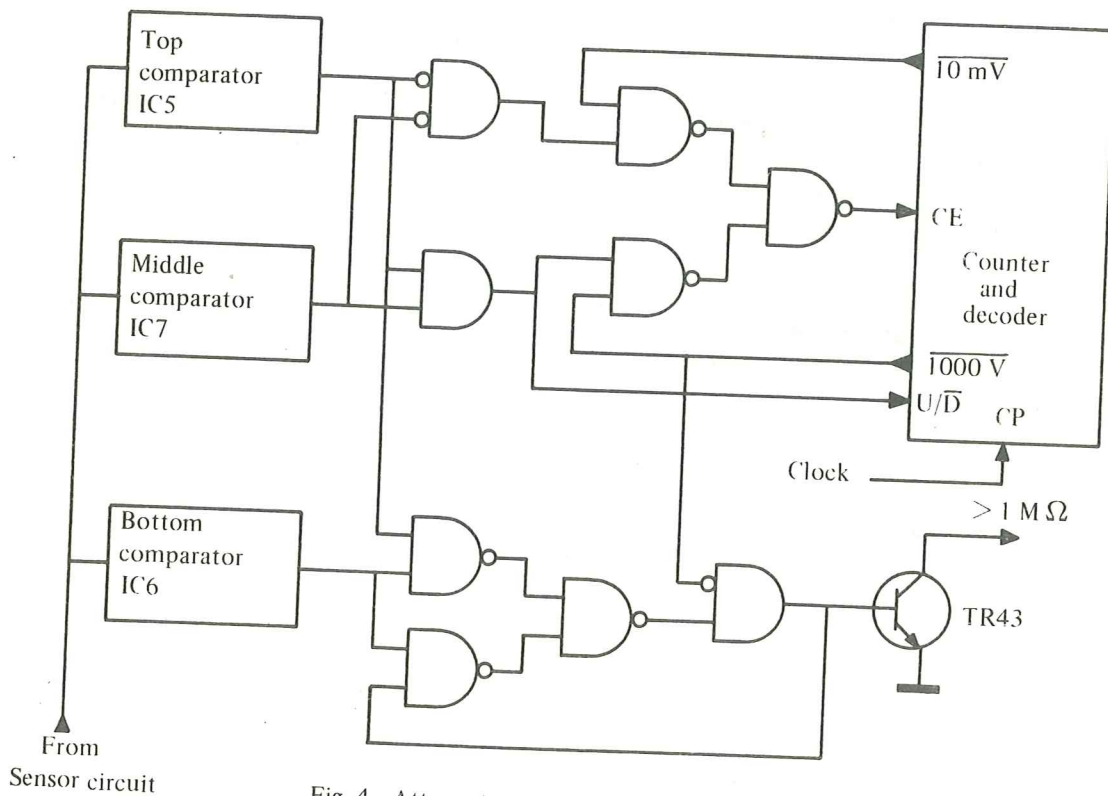 Top
comparator
IC5
Middle
comparator
IC7
Bottom
comparator
IC6
From
Sensor circuit
10 mV
CE
Counter
and
decoder
1000 V
U/D
CP
Clock
> 1 M Ω
TR43
Fig. 4